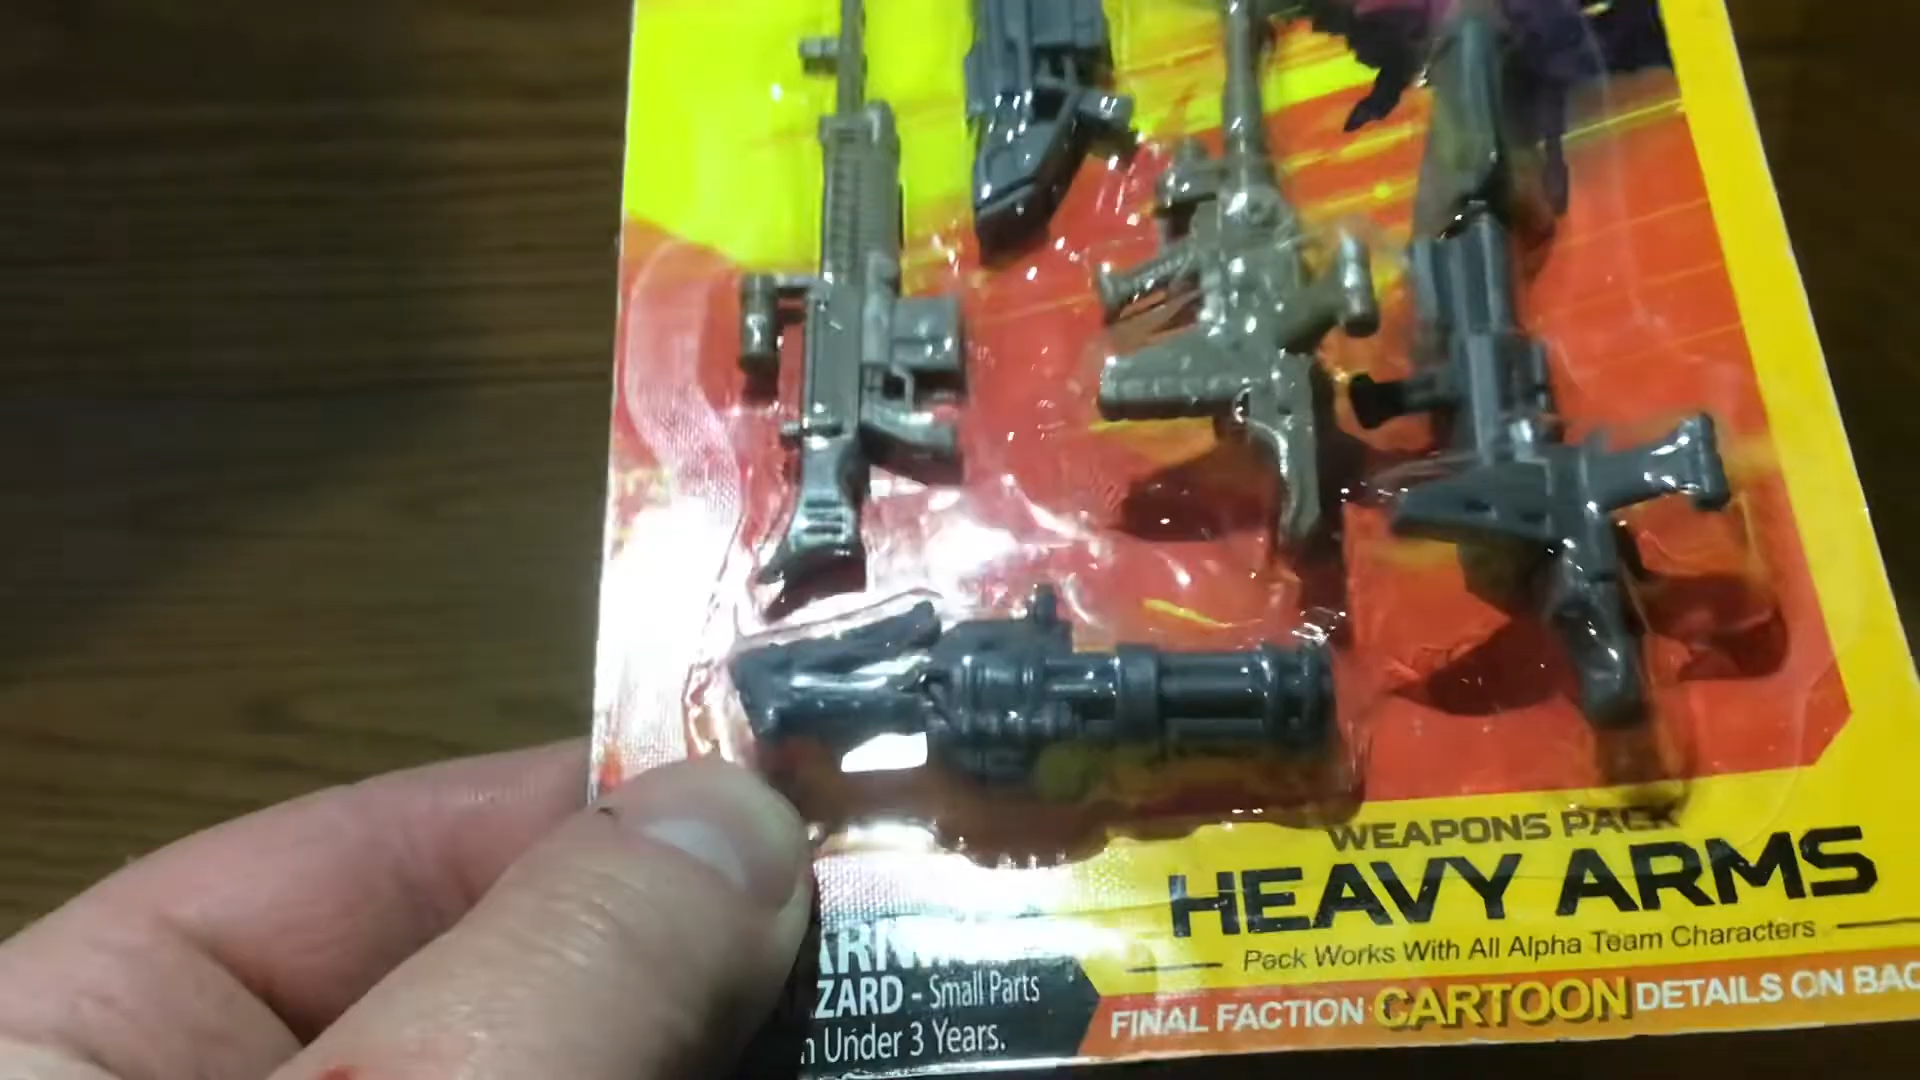 WEAPONS PACK
HEAVY ARMS
Pack Works With All Alpha Team Characters
ZARD - Small Parts
n Under 3 Years.
FINAL FACTION CARTOON DETAILS ON BAC